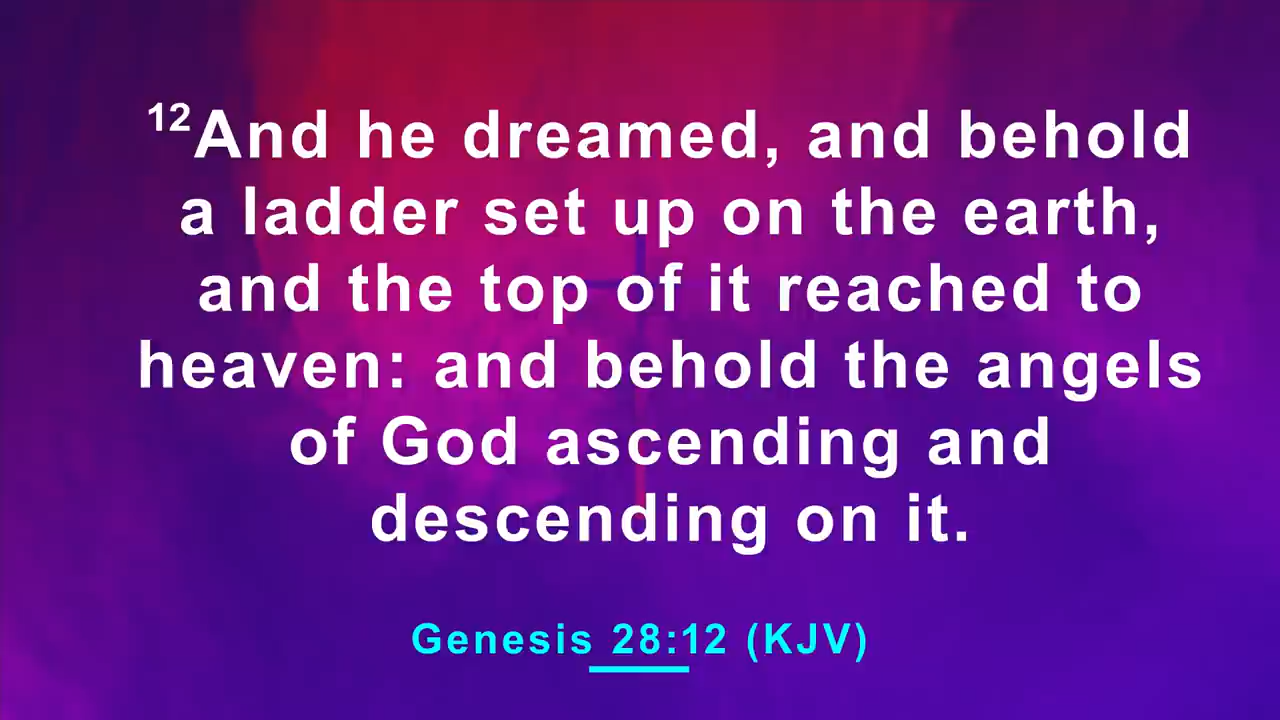 12And he dreamed, and behold
a ladder set up on the earth,
and the top of it reached to
heaven: and behold the angels
of God ascending and
descending on it.
Genesis 28:12 (KJV)